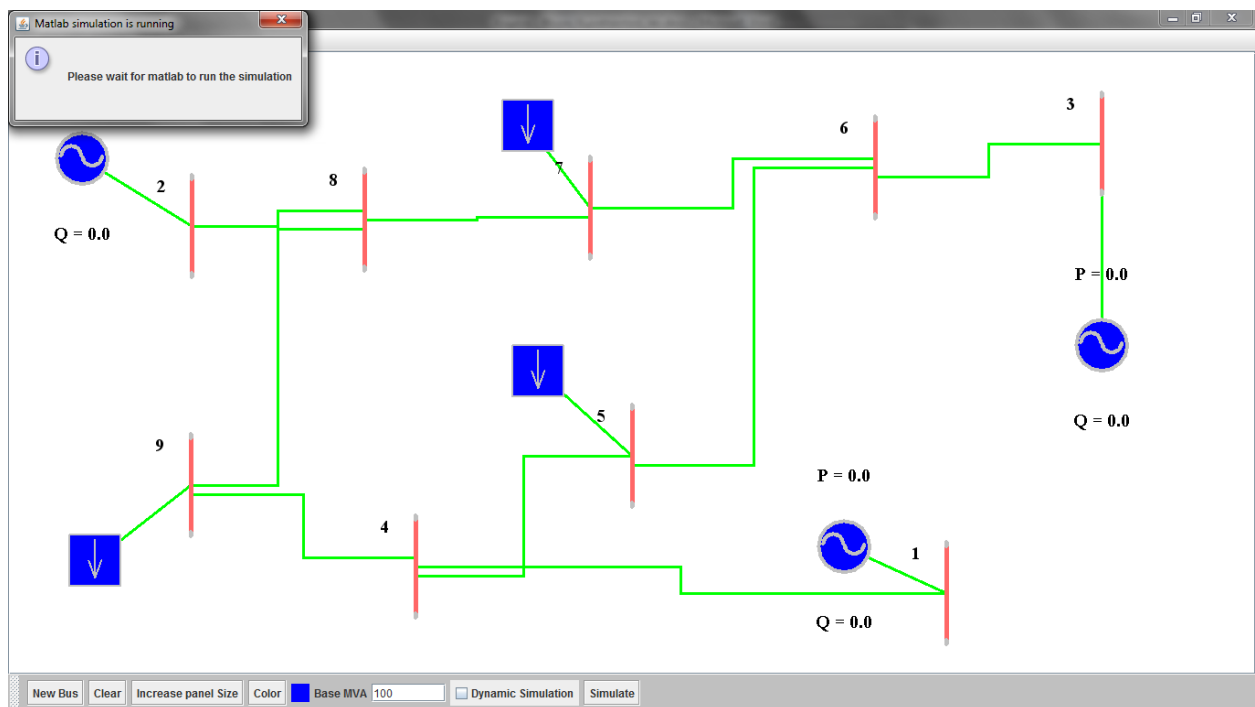 Matlab simulation is running
Please wait for matlab to run the simulation
3
6
7
8
2
Q = 0.0
P = 0.0
5
Q = 0.0
9
P = 0.0
4
1
Q = 0.0
New Bus Clear Increase panel Size Color Base MVA 100 Dynamic Simulation Simulate